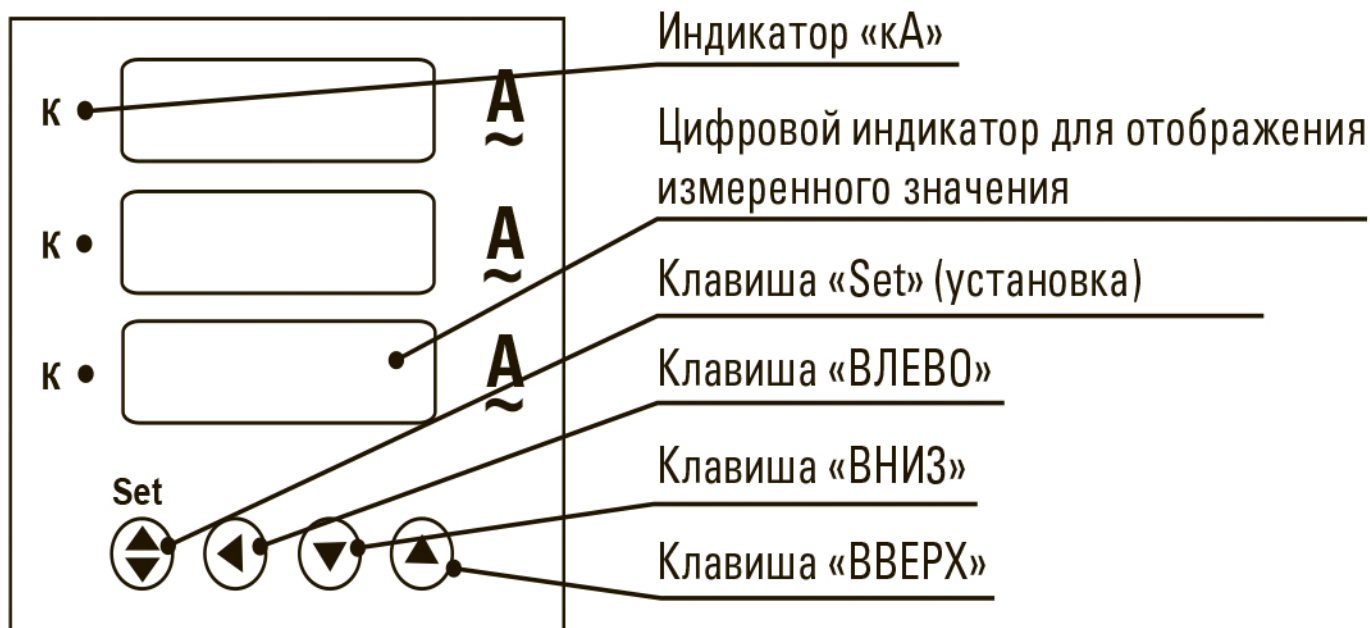 Индикатор «кА»
к A ~
Цифровой индикатор для отображения
измеренного значения
к A ~
Клавиша «Set» (установка)
к A ~
Клавиша «ВЛЕВО»
Клавиша «ВНИЗ»
Set
Клавиша «ВВЕРХ»